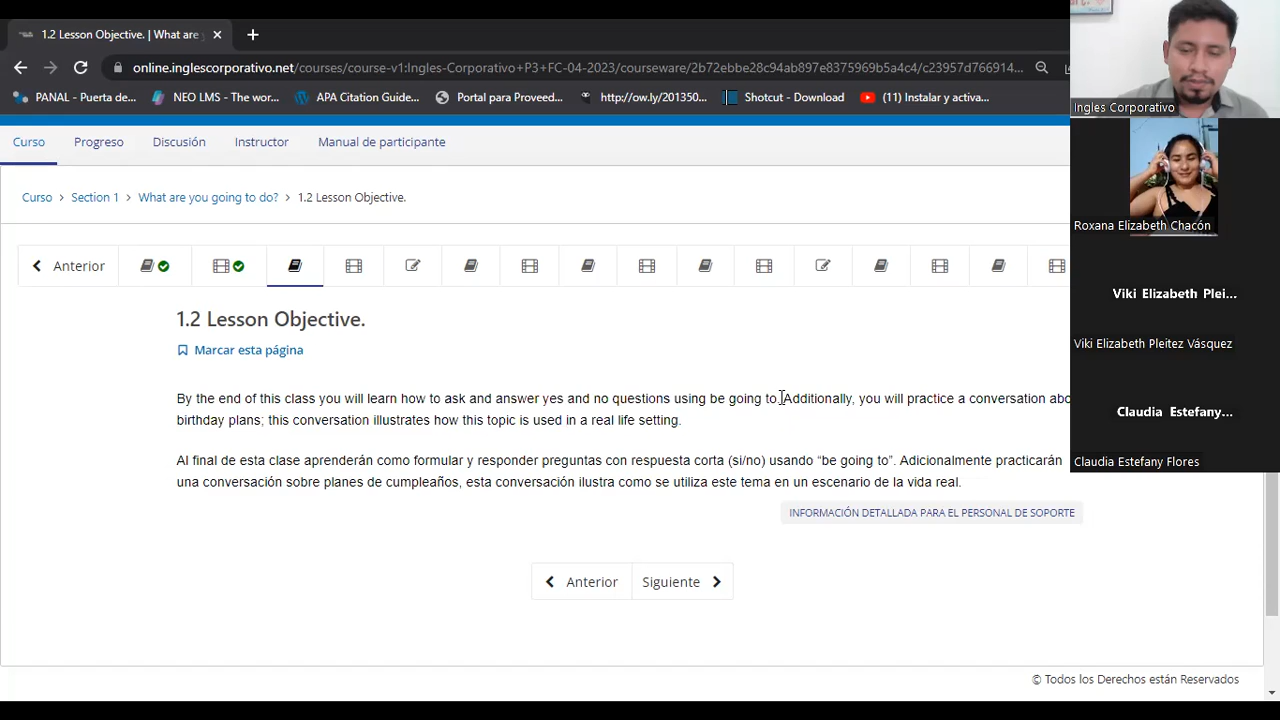 1.2 Lesson Objective. | What are
online.inglescorporativo.net/courses/course-v1:Ingles-Corporativo+P3+FC-04-2023/courseware/2b72ebbe28c94ab897e8375969b5a4c4/c23957d766914...
PANAL - Puerta de...
NEO LMS - The wor...
APA Citation Guide...
Portal para Proveed...
http://ow.ly/201350...
Shotcut - Download
(11) Instalar y activa...
Curso
Progreso
Discusión
Instructor
Manual de participante
Curso > Section 1 > What are you going to do? > 1.2 Lesson Objective.
Anterior
1.2 Lesson Objective.
Marcar esta página
By the end of this class you will learn how to ask and answer yes and no questions using be going to. Additionally, you will practice a conversation abo
birthday plans; this conversation illustrates how this topic is used in a real life setting.
Al final de esta clase aprenderán como formular y responder preguntas con respuesta corta (si/no) usando “be going to”. Adicionalmente practicarán
una conversación sobre planes de cumpleaños, esta conversación ilustra como se utiliza este tema en un escenario de la vida real.
INFORMACIÓN DETALLADA PARA EL PERSONAL DE SOPORTE
Anterior
Siguiente
© Todos los Derechos están Reservados
Ingles Corporativo
Roxana Elizabeth Chacón
Viki Elizabeth Plei...
Viki Elizabeth Pleitez Vásquez
Claudia Estefany...
Claudia Estefany Flores